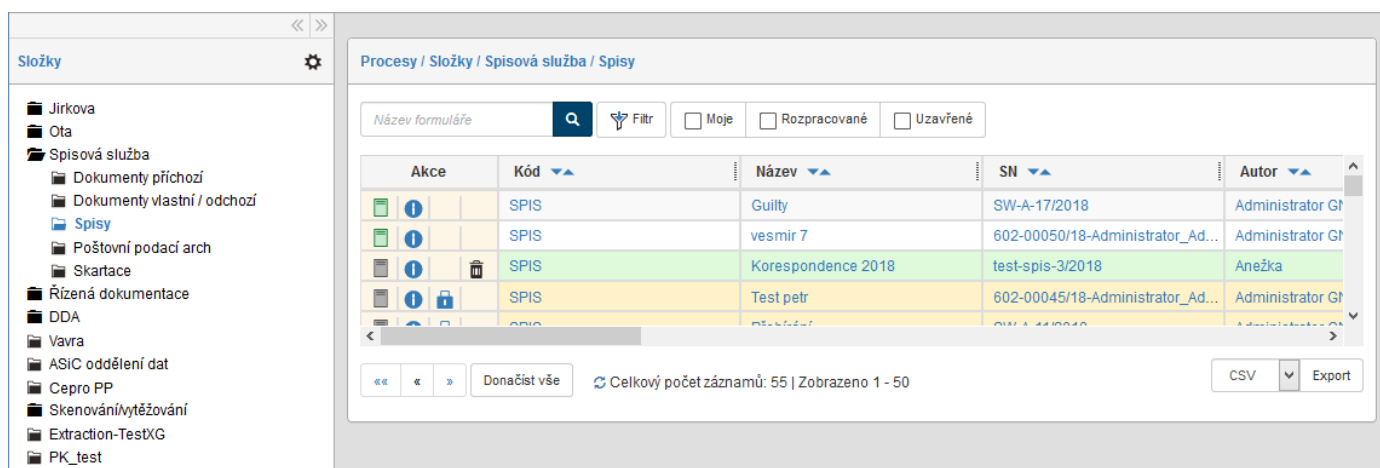 Složky
Jirkova
Ota
Spisová služba
Dokumenty příchozí
Dokumenty vlastní / odchozí
Spisy
Poštovní podací arch
Skartace
Řízená dokumentace
DDA
Vavra
ASiC oddělení dat
Cepro PP
Skenování/vytěžování
Extraction-TestXG
PK_test
Procesy / Složky / Spisová služba / Spisy
Název formuláře Filtr Moje Rozpracované Uzavřené
Akce Kód Název SN Autor
SPIS Guilty SW-A-17/2018 Administrator
SPIS vesmir 7 602-00050/18-Administrator_Ad... Administrator
SPIS Korespondence 2018 test-spis-3/2018 Anežka
SPIS Test petr 602-00045/18-Administrator_Ad... Administrator
«« « » Donačíst vše Celkový počet záznamů: 55 | Zobrazeno 1 - 50 CSV Export